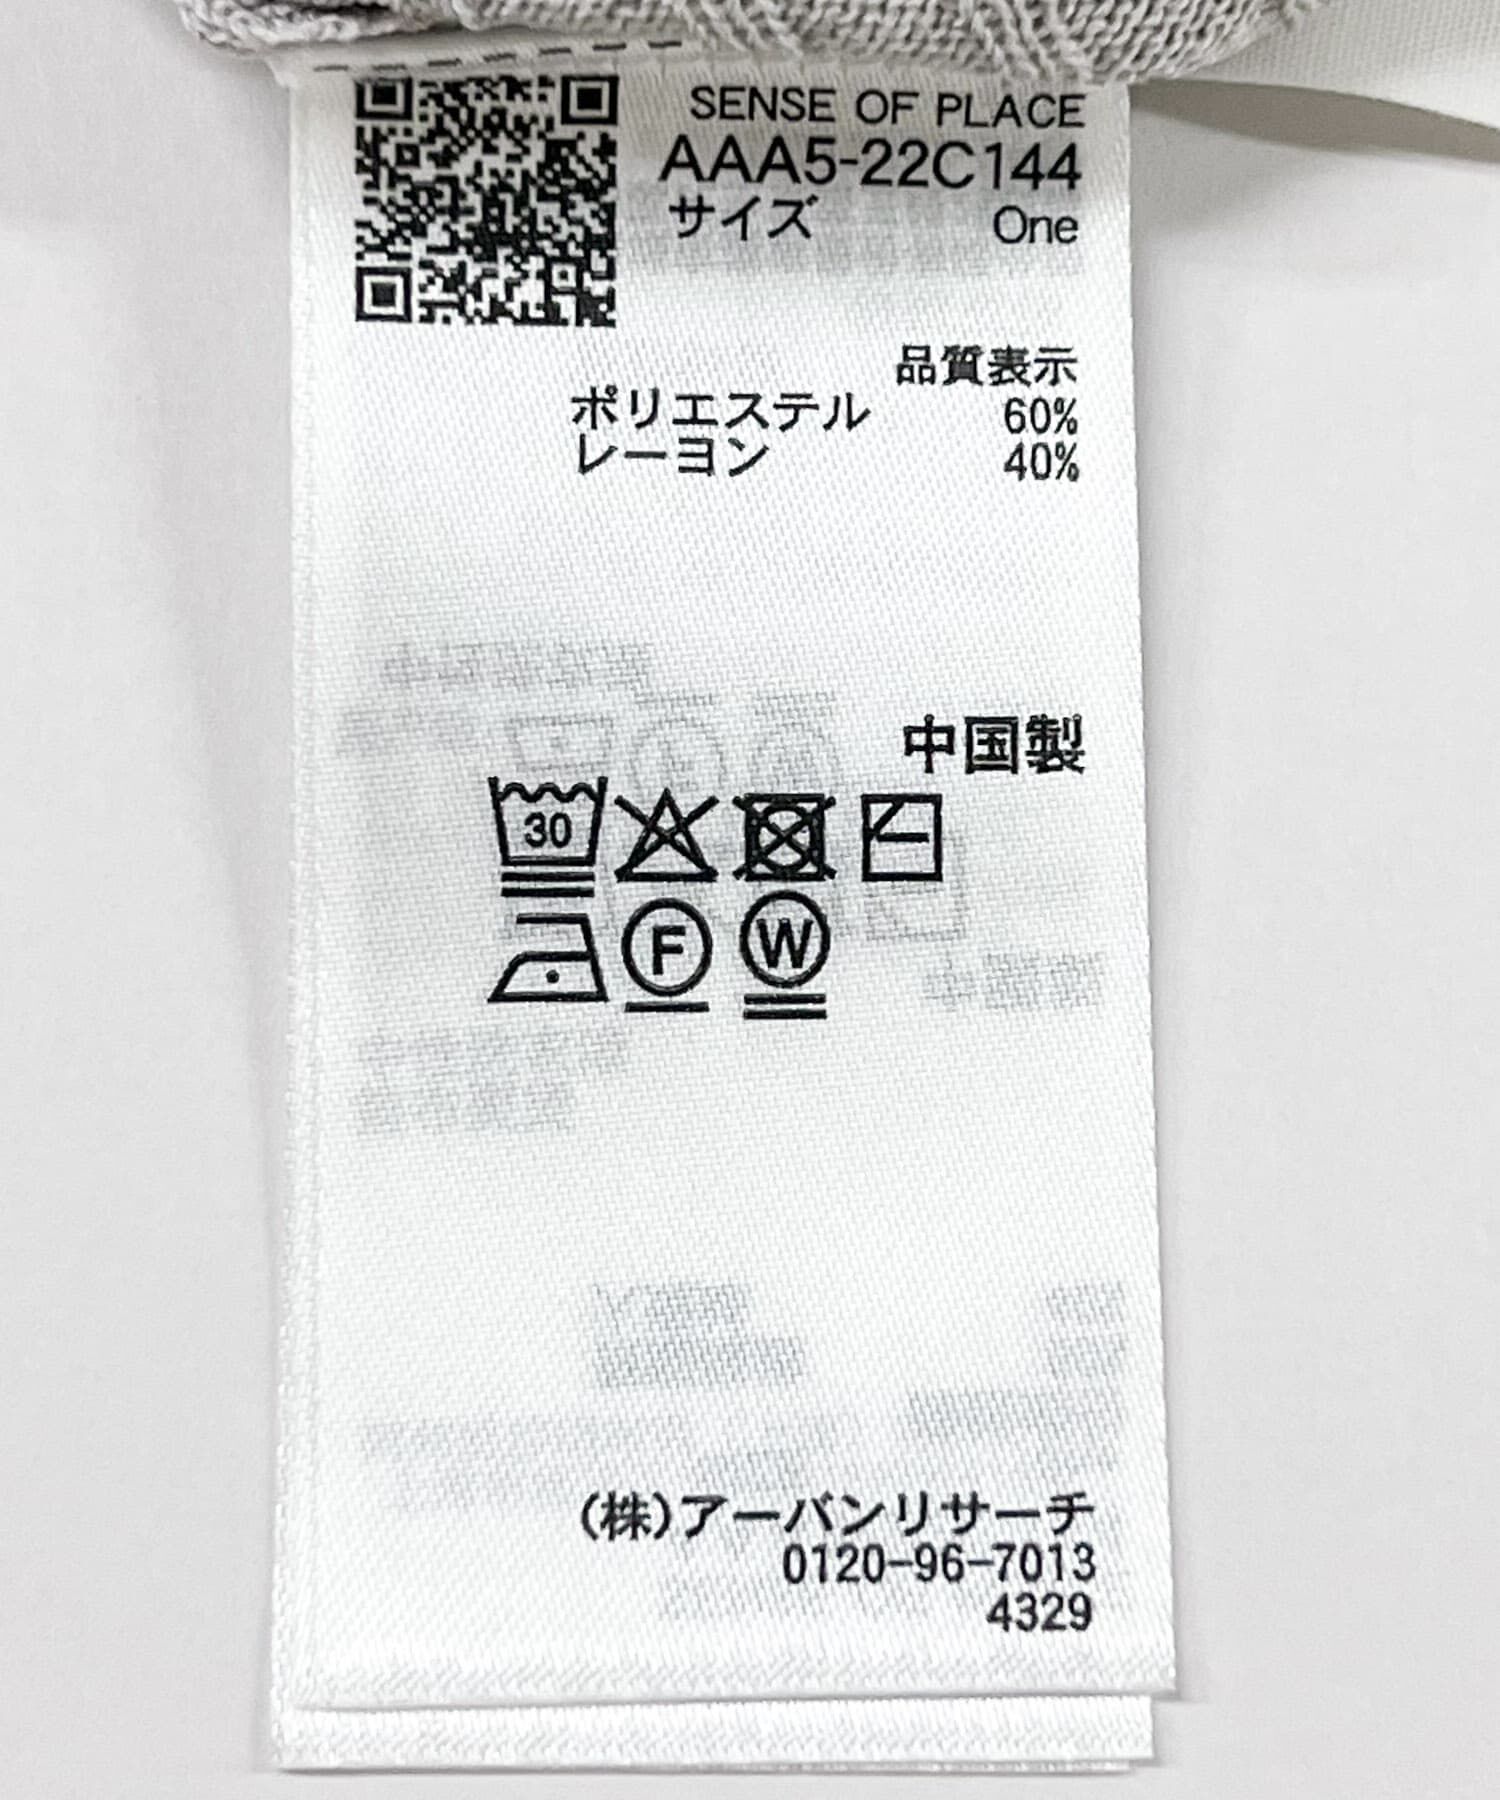 SENSE OF PLACE
AAA5-22C144
サイズ One
品質表示
ポリエステル 60%
レーヨン 40%
中国製
30
F W
(株)アーバンリサーチ
0120-96-7013
4329